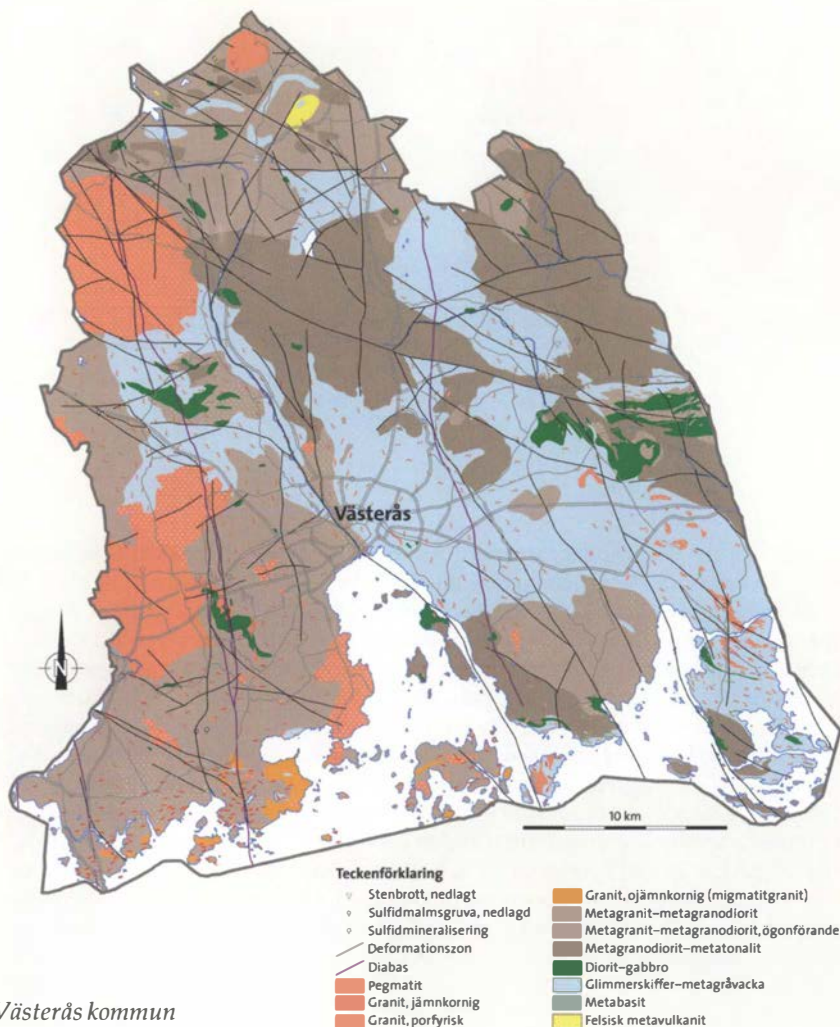 Västerås
N
10 km
Teckenförklaring
Stenbrott, nedlagt
Sulfidmalmsgruva, nedlagd
Sulfidmineralisering
Deformationszon
Diabas
Pegmatit
Granit, jämnkornig
Granit, porfyrisk
Granit, ojämnkornig (migmatitgranit)
Metagranit–metagranodiorit
Metagranit–metagranodiorit, ögonförande
Metagranodiorit–metatonalit
Diorit–gabbro
Glimmerskiffer–metagråvacka
Metabasit
Felsisk metavulkanit
Västerås kommun